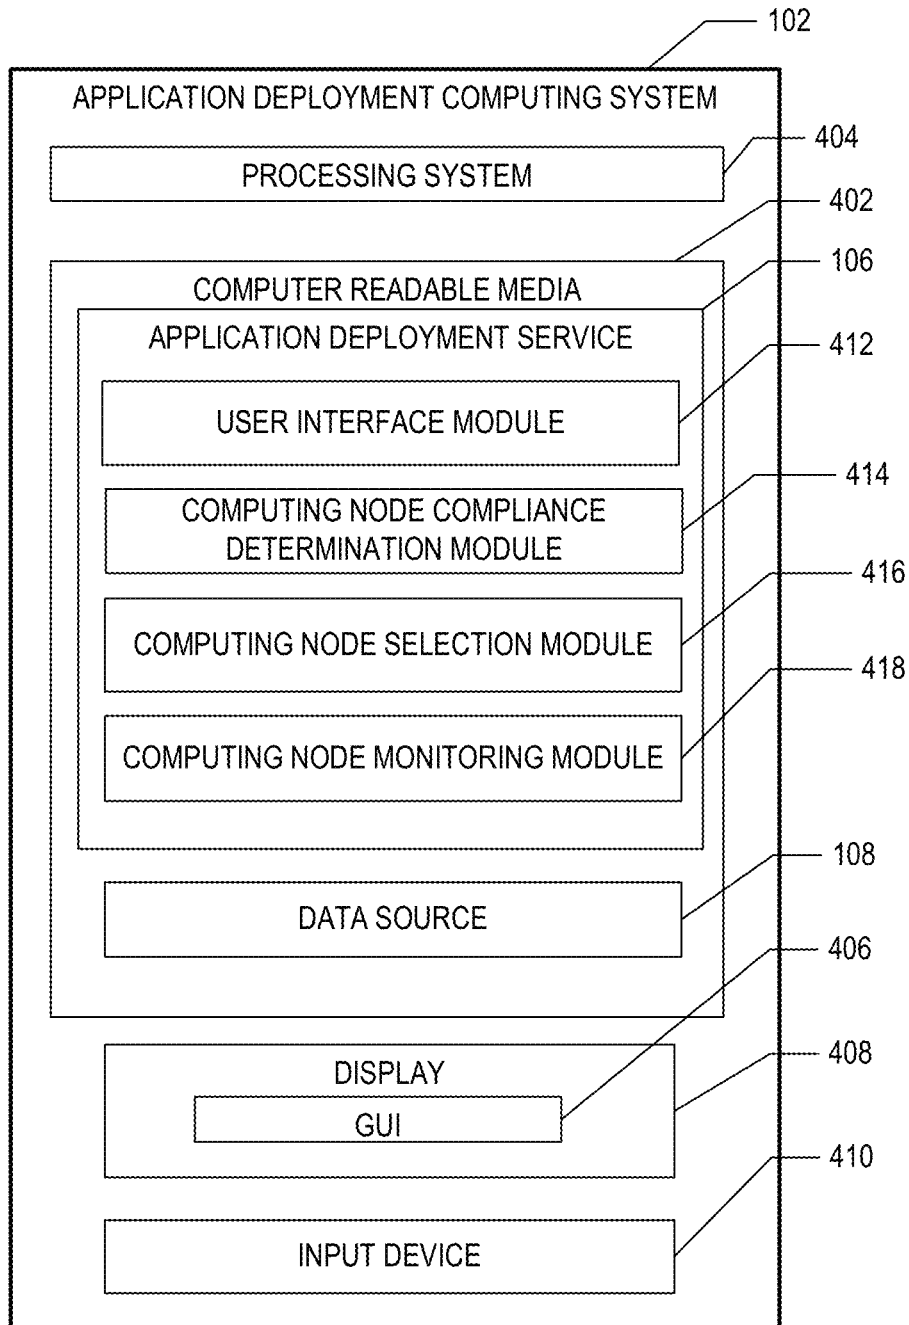 102
APPLICATION DEPLOYMENT COMPUTING SYSTEM
404
PROCESSING SYSTEM
402
106
COMPUTER READABLE MEDIA
APPLICATION DEPLOYMENT SERVICE
412
USER INTERFACE MODULE
414
COMPUTING NODE COMPLIANCE
DETERMINATION MODULE
416
COMPUTING NODE SELECTION MODULE
418
COMPUTING NODE MONITORING MODULE
108
DATA SOURCE
406
408
DISPLAY
GUI
410
INPUT DEVICE